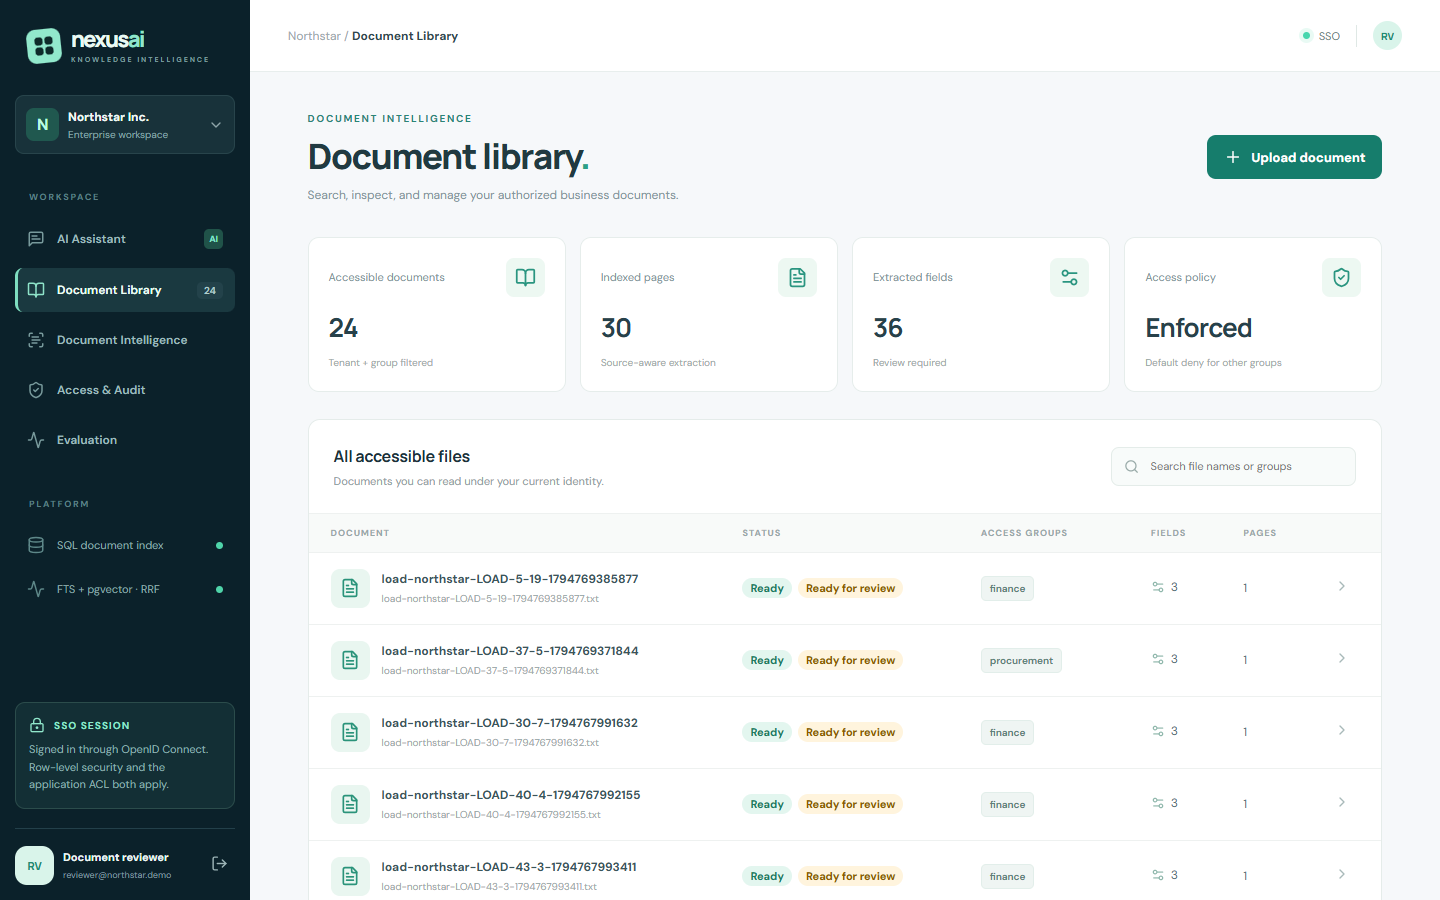 nexusai
KNOWLEDGE INTELLIGENCE
N
Northstar Inc.
Enterprise workspace
WORKSPACE
AI Assistant
AI
Document Library
24
Document Intelligence
Access & Audit
Evaluation
PLATFORM
SQL document index
FTS + pgvector · RRF
SSO SESSION
Signed in through OpenID Connect.
Row-level security and the
application ACL both apply.
RV
Document reviewer
reviewer@northstar.demo
Northstar / Document Library
SSO
RV
DOCUMENT INTELLIGENCE
Document library.
Search, inspect, and manage your authorized business documents.
Upload document
Accessible documents
24
Tenant + group filtered
Indexed pages
30
Source-aware extraction
Extracted fields
36
Review required
Access policy
Enforced
Default deny for other groups
All accessible files
Documents you can read under your current identity.
Search file names or groups
DOCUMENT STATUS ACCESS GROUPS FIELDS PAGES
load-northstar-LOAD-5-19-1794769385877
load-northstar-LOAD-5-19-1794769385877.txt
Ready Ready for review finance 3 1
load-northstar-LOAD-37-5-1794769371844
load-northstar-LOAD-37-5-1794769371844.txt
Ready Ready for review procurement 3 1
load-northstar-LOAD-30-7-1794767991632
load-northstar-LOAD-30-7-1794767991632.txt
Ready Ready for review finance 3 1
load-northstar-LOAD-40-4-1794767992155
load-northstar-LOAD-40-4-1794767992155.txt
Ready Ready for review finance 3 1
load-northstar-LOAD-43-3-1794767993411
load-northstar-LOAD-43-3-1794767993411.txt
Ready Ready for review finance 3 1